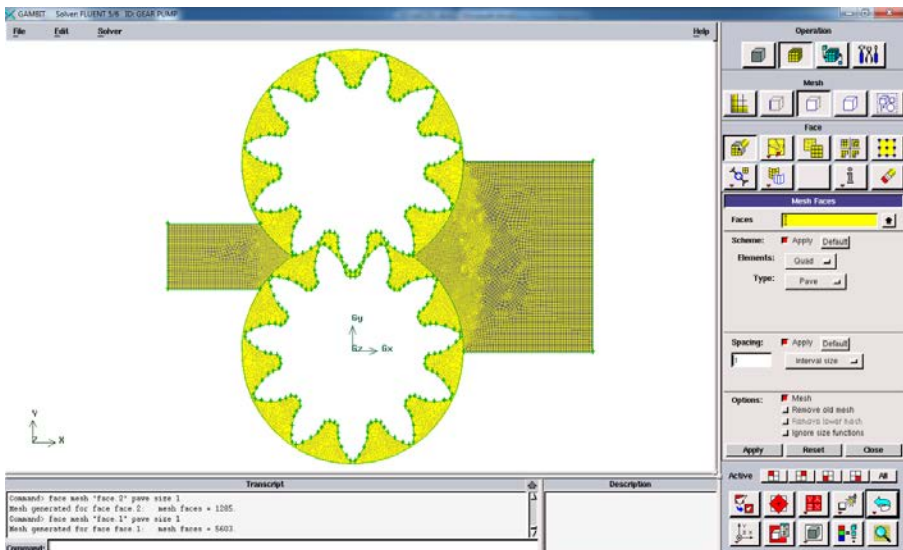 GAMBIT Solver: FLUENT 5/6 ID: GEAR PUMP
File Edit Solver Help
Operation
Mesh
Face
Mesh Faces
Faces
Scheme: Apply Default
Elements: Quad
Type: Pave
Spacing: Apply Default
1 Interval size
Options: Mesh
Remove old mesh
Remove lower mesh
Ignore size functions
Apply Reset Close
Gy
Gz Gx
Y
Z X
Transcript
Description
Command> face mesh "face.2" pave size 1
Mesh generated for face face.2: mesh faces = 1285.
Command> face mesh "face.1" pave size 1
Mesh generated for face face.1: mesh faces = 5603.
Command:
Active All